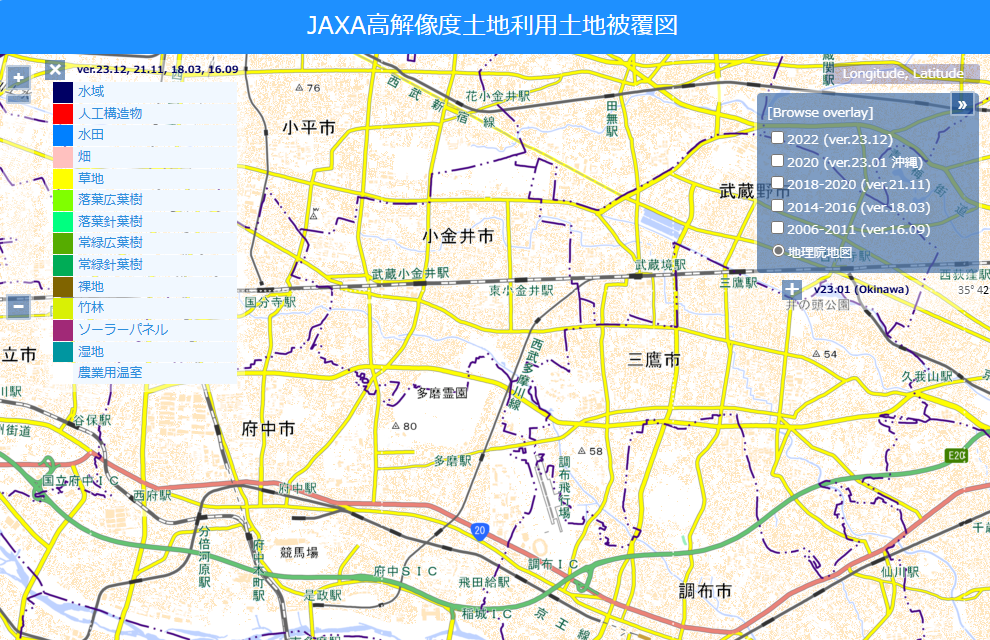 JAXA高解像度土地利用土地被覆図
ver.23.12, 21.11, 18.03, 16.09
水域
人工構造物
水田
畑
草地
落葉広葉樹
落葉針葉樹
常緑広葉樹
常緑針葉樹
裸地
竹林
ソーラーパネル
湿地
農業用温室
Longitude, Latitude
[Browse overlay]
»
2022 (ver.23.12)
2020 (ver.23.01 沖縄)
2018-2020 (ver.21.11)
2014-2016 (ver.18.03)
2006-2011 (ver.16.09)
地理院地図
v23.01 (Okinawa)
76
西武新宿線
花小金井駅
田無駅
小平市
武蔵野市
小金井市
武蔵小金井駅
武蔵境駅
三鷹駅
東小金井駅
国分寺駅
西荻窪駅
35° 42
井の頭公園
立市
西武多摩川線
三鷹市
54
久我山駅
川駅
多磨霊園
谷保駅
州街道
府中市
80
多磨駅
58
調布飛行場
E20
国立府中IC
西府駅
府中駅
20
分倍河原駅
府中本町駅
競馬場
府中SIC
調布IC
飛田給駅
是政駅
稲城IC
京王線
調布市
仙川駅
千歳